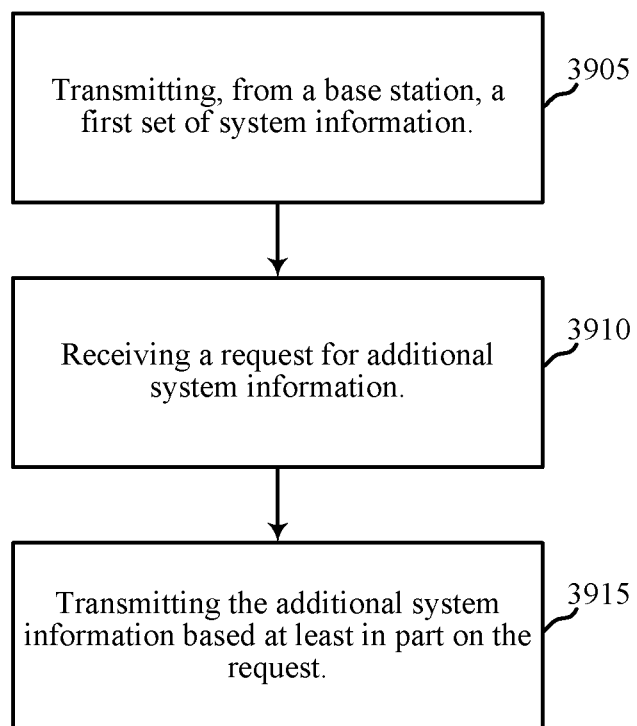 3905
Transmitting, from a base station, a
first set of system information.
3910
Receiving a request for additional
system information.
3915
Transmitting the additional system
information based at least in part on the
request.